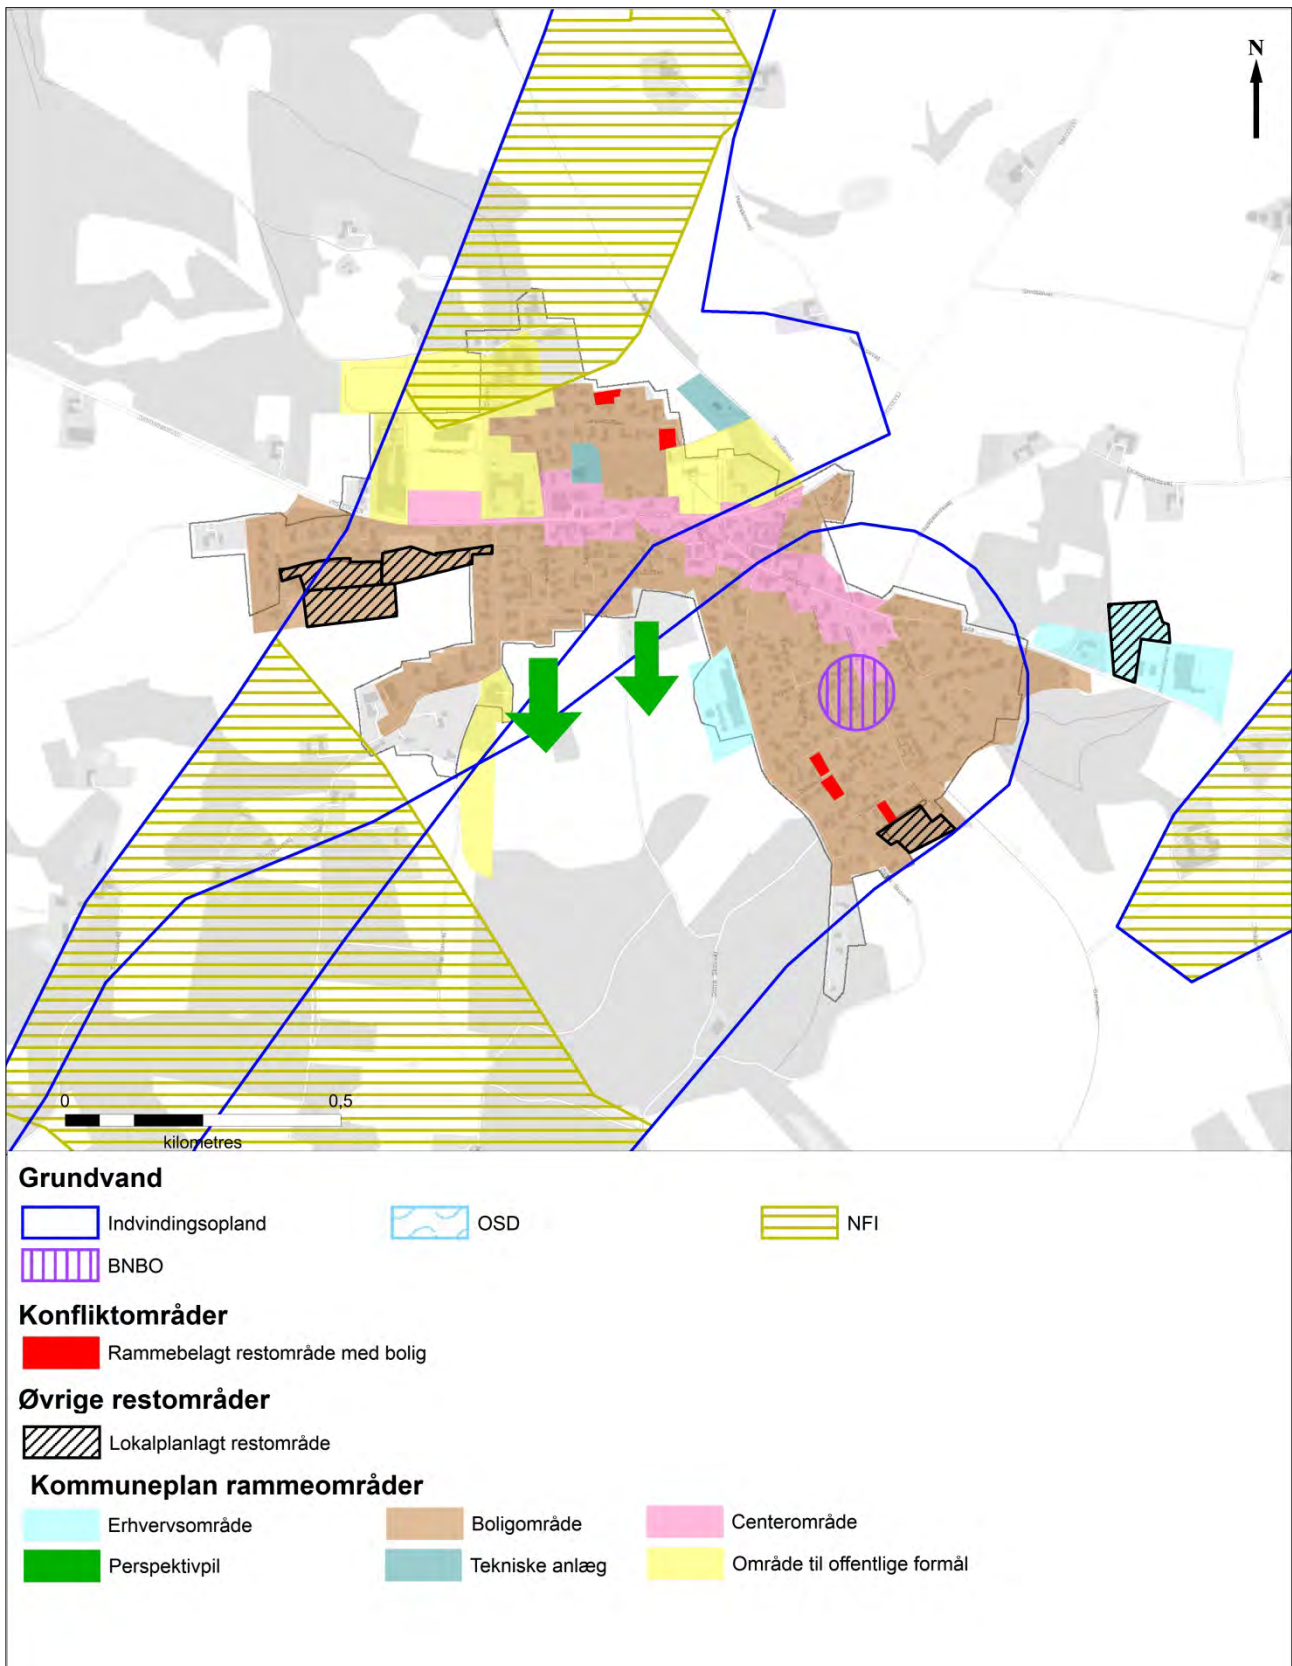 N
0 0,5
kilometres
Grundvand
Indvindingsopland OSD NFI
BNBO
Konfliktområder
Rammebelagt restområde med bolig
Øvrige restområder
Lokalplanlagt restområde
Kommuneplan rammeområder
Erhvervsområde Boligområde Centerområde
Perspektivpil Tekniske anlæg Område til offentlige formål